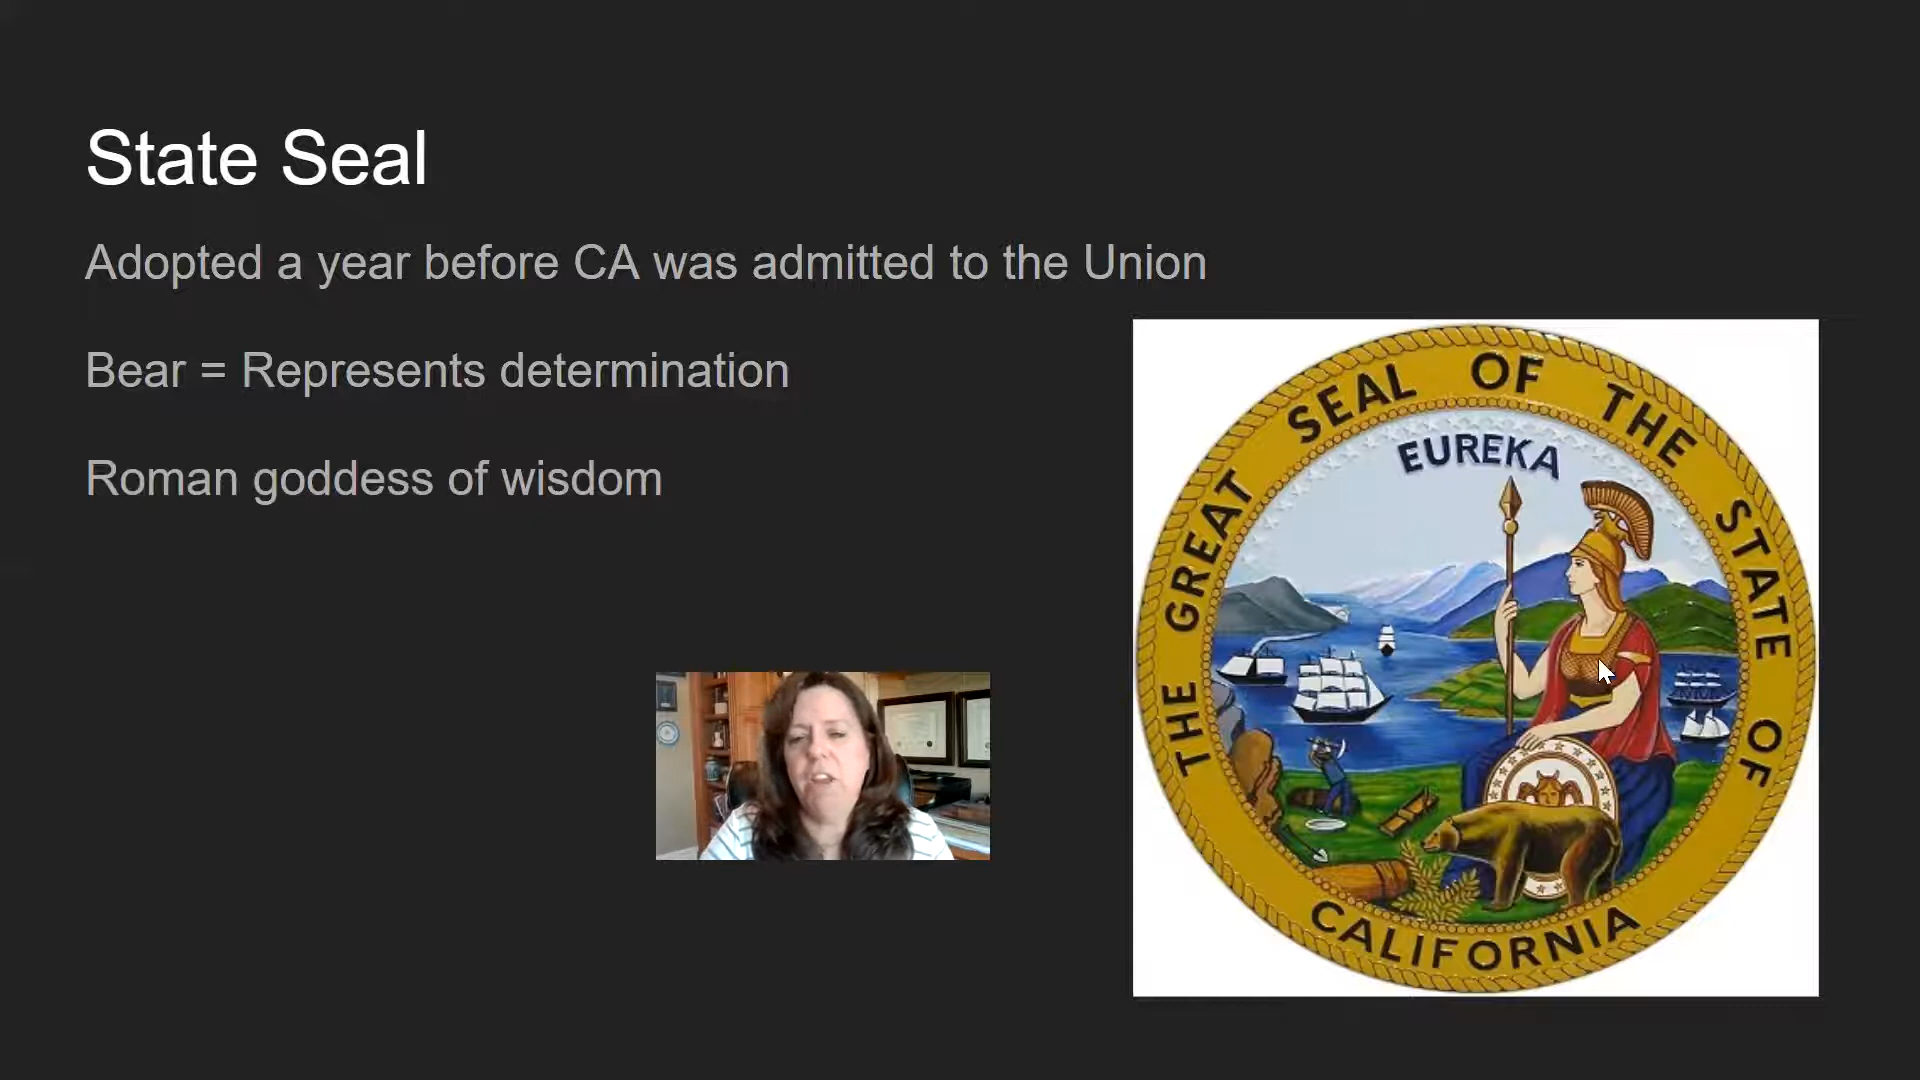 State Seal
Adopted a year before CA was admitted to the Union
Bear = Represents determination
Roman goddess of wisdom
THE GREAT SEAL OF THE STATE OF
EUREKA
CALIFORNIA